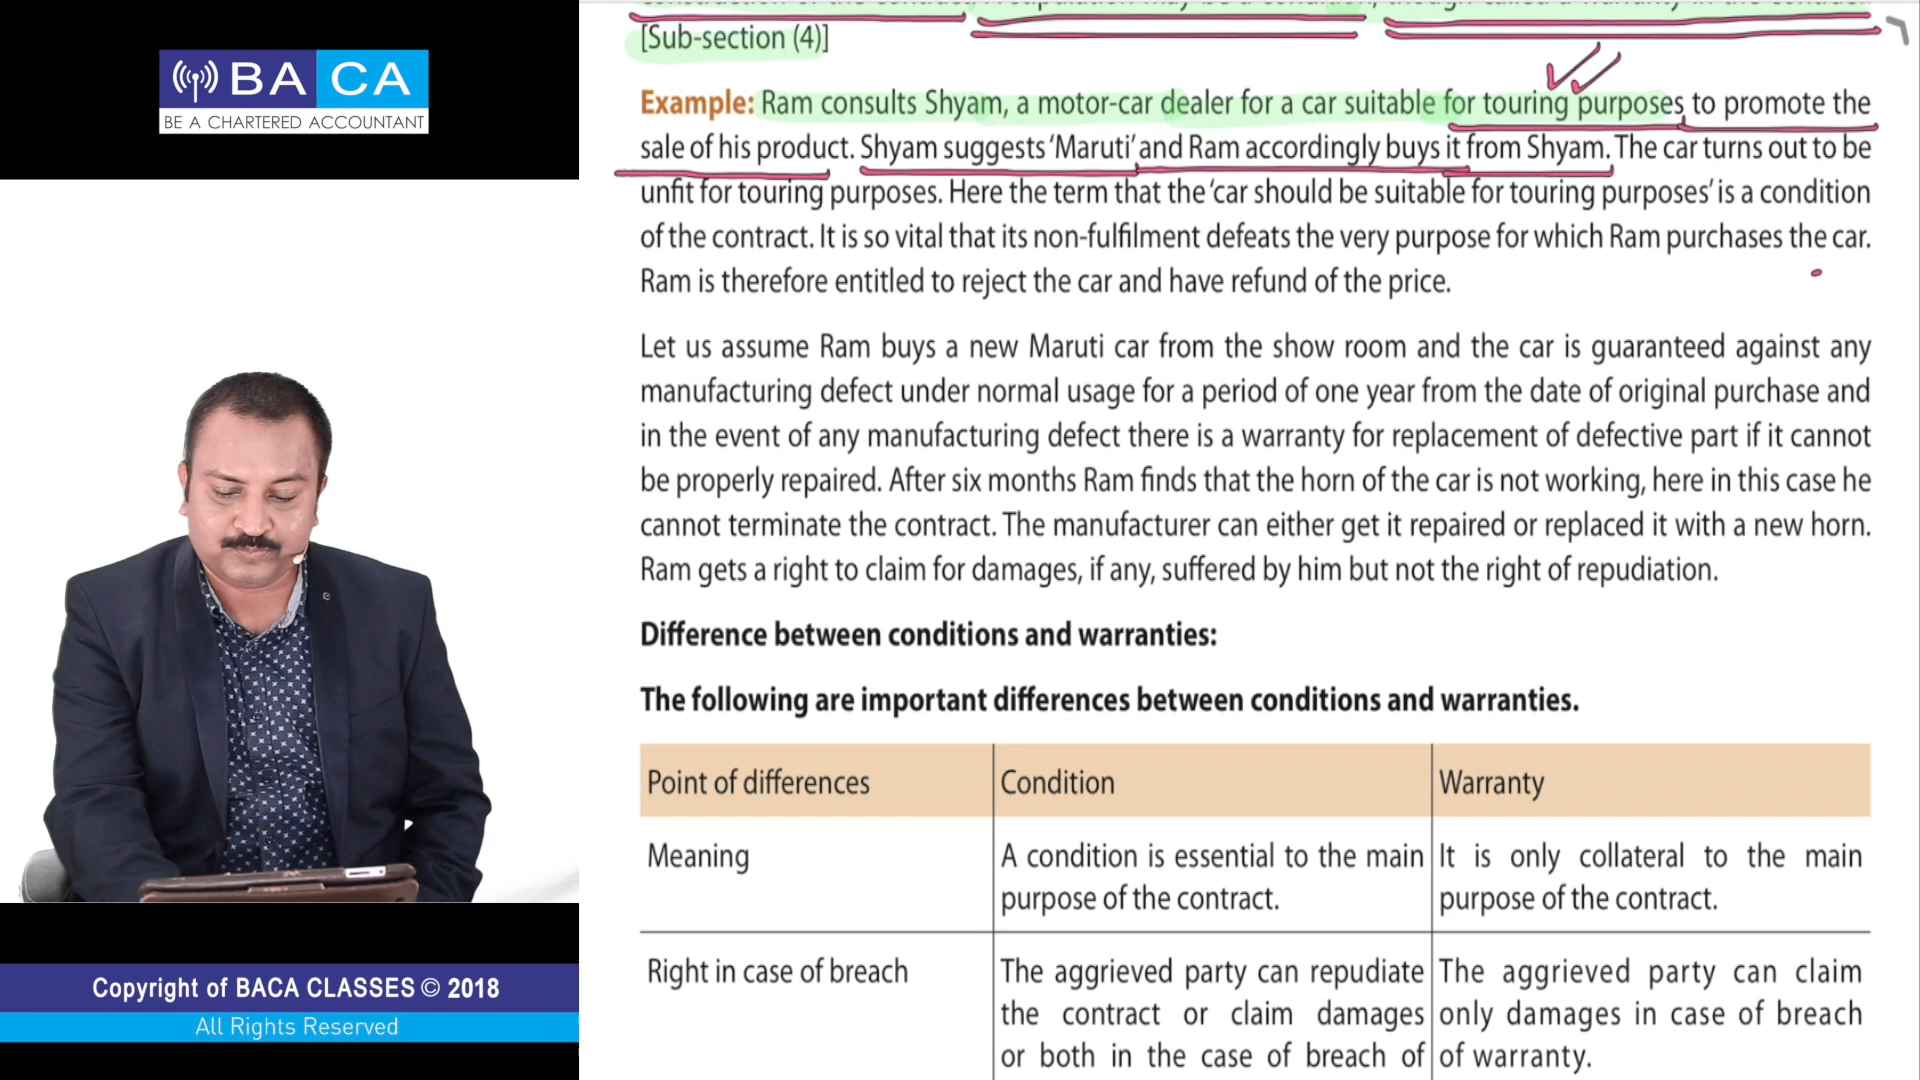 BA CA
BE A CHARTERED ACCOUNTANT
[Sub-section (4)]
Example: Ram consults Shyam, a motor-car dealer for a car suitable for touring purposes to promote the
sale of his product. Shyam suggests ‘Maruti’ and Ram accordingly buys it from Shyam. The car turns out to be
unfit for touring purposes. Here the term that the ‘car should be suitable for touring purposes’ is a condition
of the contract. It is so vital that its non-fulfilment defeats the very purpose for which Ram purchases the car.
Ram is therefore entitled to reject the car and have refund of the price.
Let us assume Ram buys a new Maruti car from the show room and the car is guaranteed against any
manufacturing defect under normal usage for a period of one year from the date of original purchase and
in the event of any manufacturing defect there is a warranty for replacement of defective part if it cannot
be properly repaired. After six months Ram finds that the horn of the car is not working, here in this case he
cannot terminate the contract. The manufacturer can either get it repaired or replaced it with a new horn.
Ram gets a right to claim for damages, if any, suffered by him but not the right of repudiation.
Difference between conditions and warranties:
The following are important differences between conditions and warranties.
Point of differences
Condition
Warranty
Meaning
A condition is essential to the main
purpose of the contract.
It is only collateral to the main
purpose of the contract.
Right in case of breach
The aggrieved party can repudiate
the contract or claim damages
or both in the case of breach of
The aggrieved party can claim
only damages in case of breach
of warranty.
Copyright of BACA CLASSES © 2018
All Rights Reserved